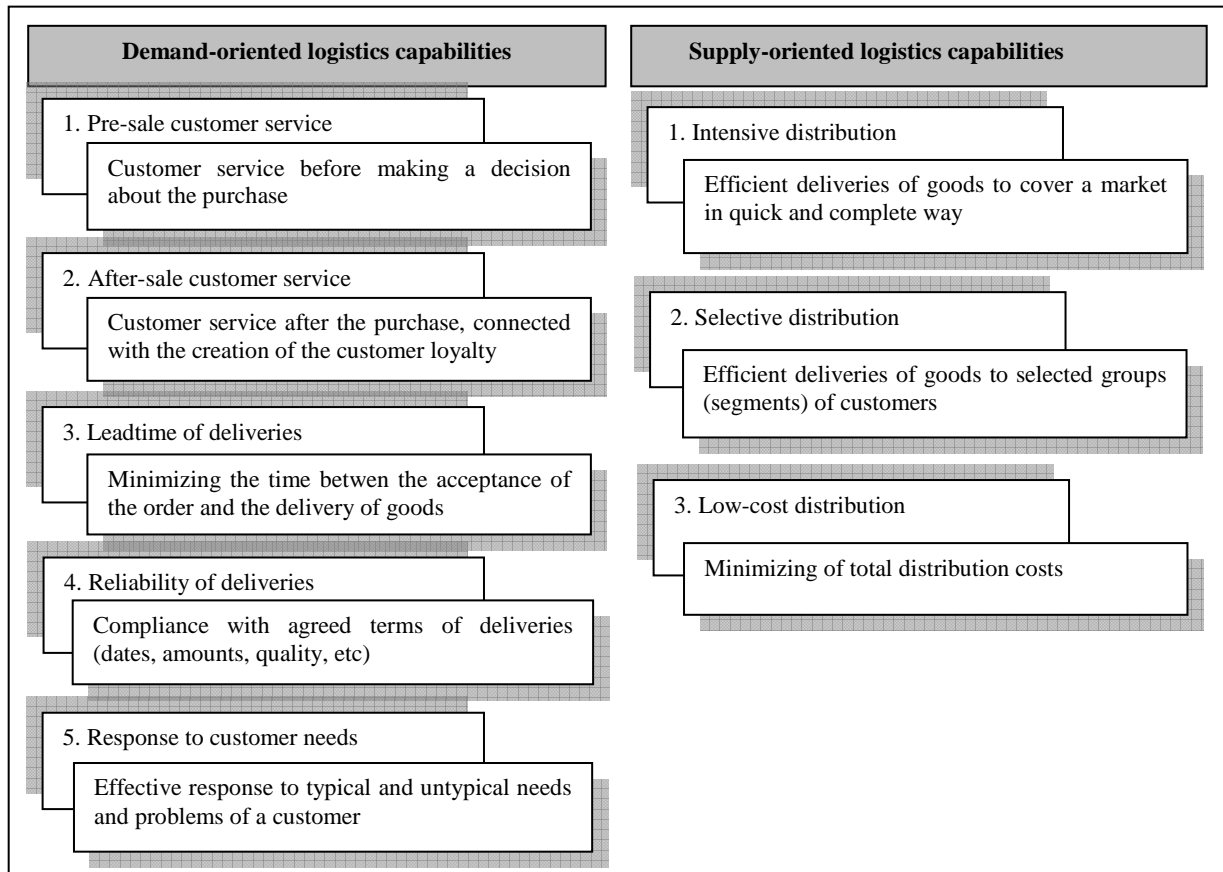 Demand-oriented logistics capabilities
1. Pre-sale customer service
Customer service before making a decision
about the purchase
2. After-sale customer service
Customer service after the purchase, connected
with the creation of the customer loyalty
3. Leadtime of deliveries
Minimizing the time betwen the acceptance of
the order and the delivery of goods
4. Reliability of deliveries
Compliance with agreed terms of deliveries
(dates, amounts, quality, etc)
5. Response to customer needs
Effective response to typical and untypical needs
and problems of a customer
Supply-oriented logistics capabilities
1. Intensive distribution
Efficient deliveries of goods to cover a market
in quick and complete way
2. Selective distribution
Efficient deliveries of goods to selected groups
(segments) of customers
3. Low-cost distribution
Minimizing of total distribution costs